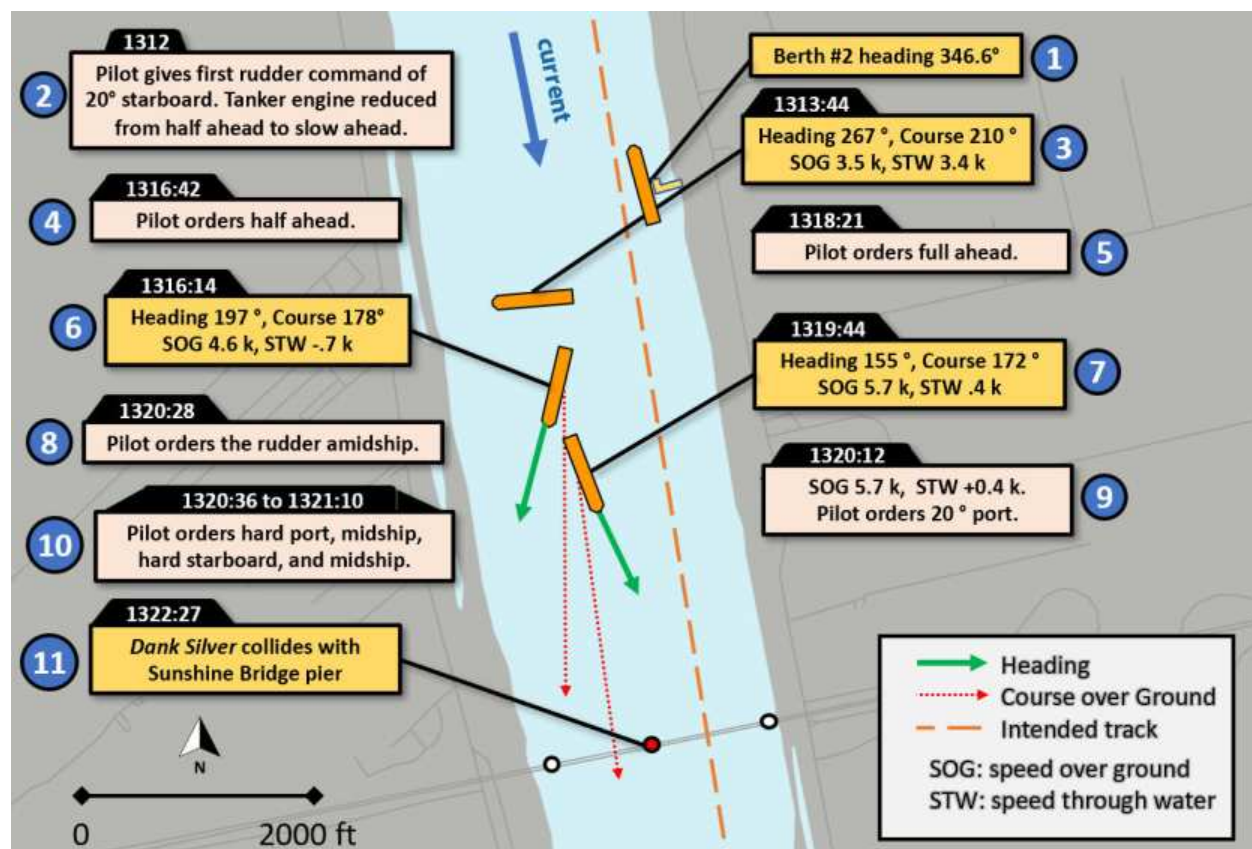 1312
2
Pilot gives first rudder command of
20° starboard. Tanker engine reduced
from half ahead to slow ahead.
current
Berth #2 heading 346.6°
1
1313:44
Heading 267 °, Course 210 °
SOG 3.5 k, STW 3.4 k
3
1316:42
4
Pilot orders half ahead.
1318:21
Pilot orders full ahead.
5
1316:14
6
Heading 197 °, Course 178°
SOG 4.6 k, STW -.7 k
1319:44
Heading 155 °, Course 172 °
SOG 5.7 k, STW .4 k
7
1320:28
8
Pilot orders the rudder amidship.
1320:12
SOG 5.7 k, STW +0.4 k.
Pilot orders 20 ° port.
9
1320:36 to 1321:10
10
Pilot orders hard port, midship,
hard starboard, and midship.
1322:27
11
Dank Silver collides with
Sunshine Bridge pier
N
0 2000 ft
Heading
Course over Ground
Intended track
SOG: speed over ground
STW: speed through water